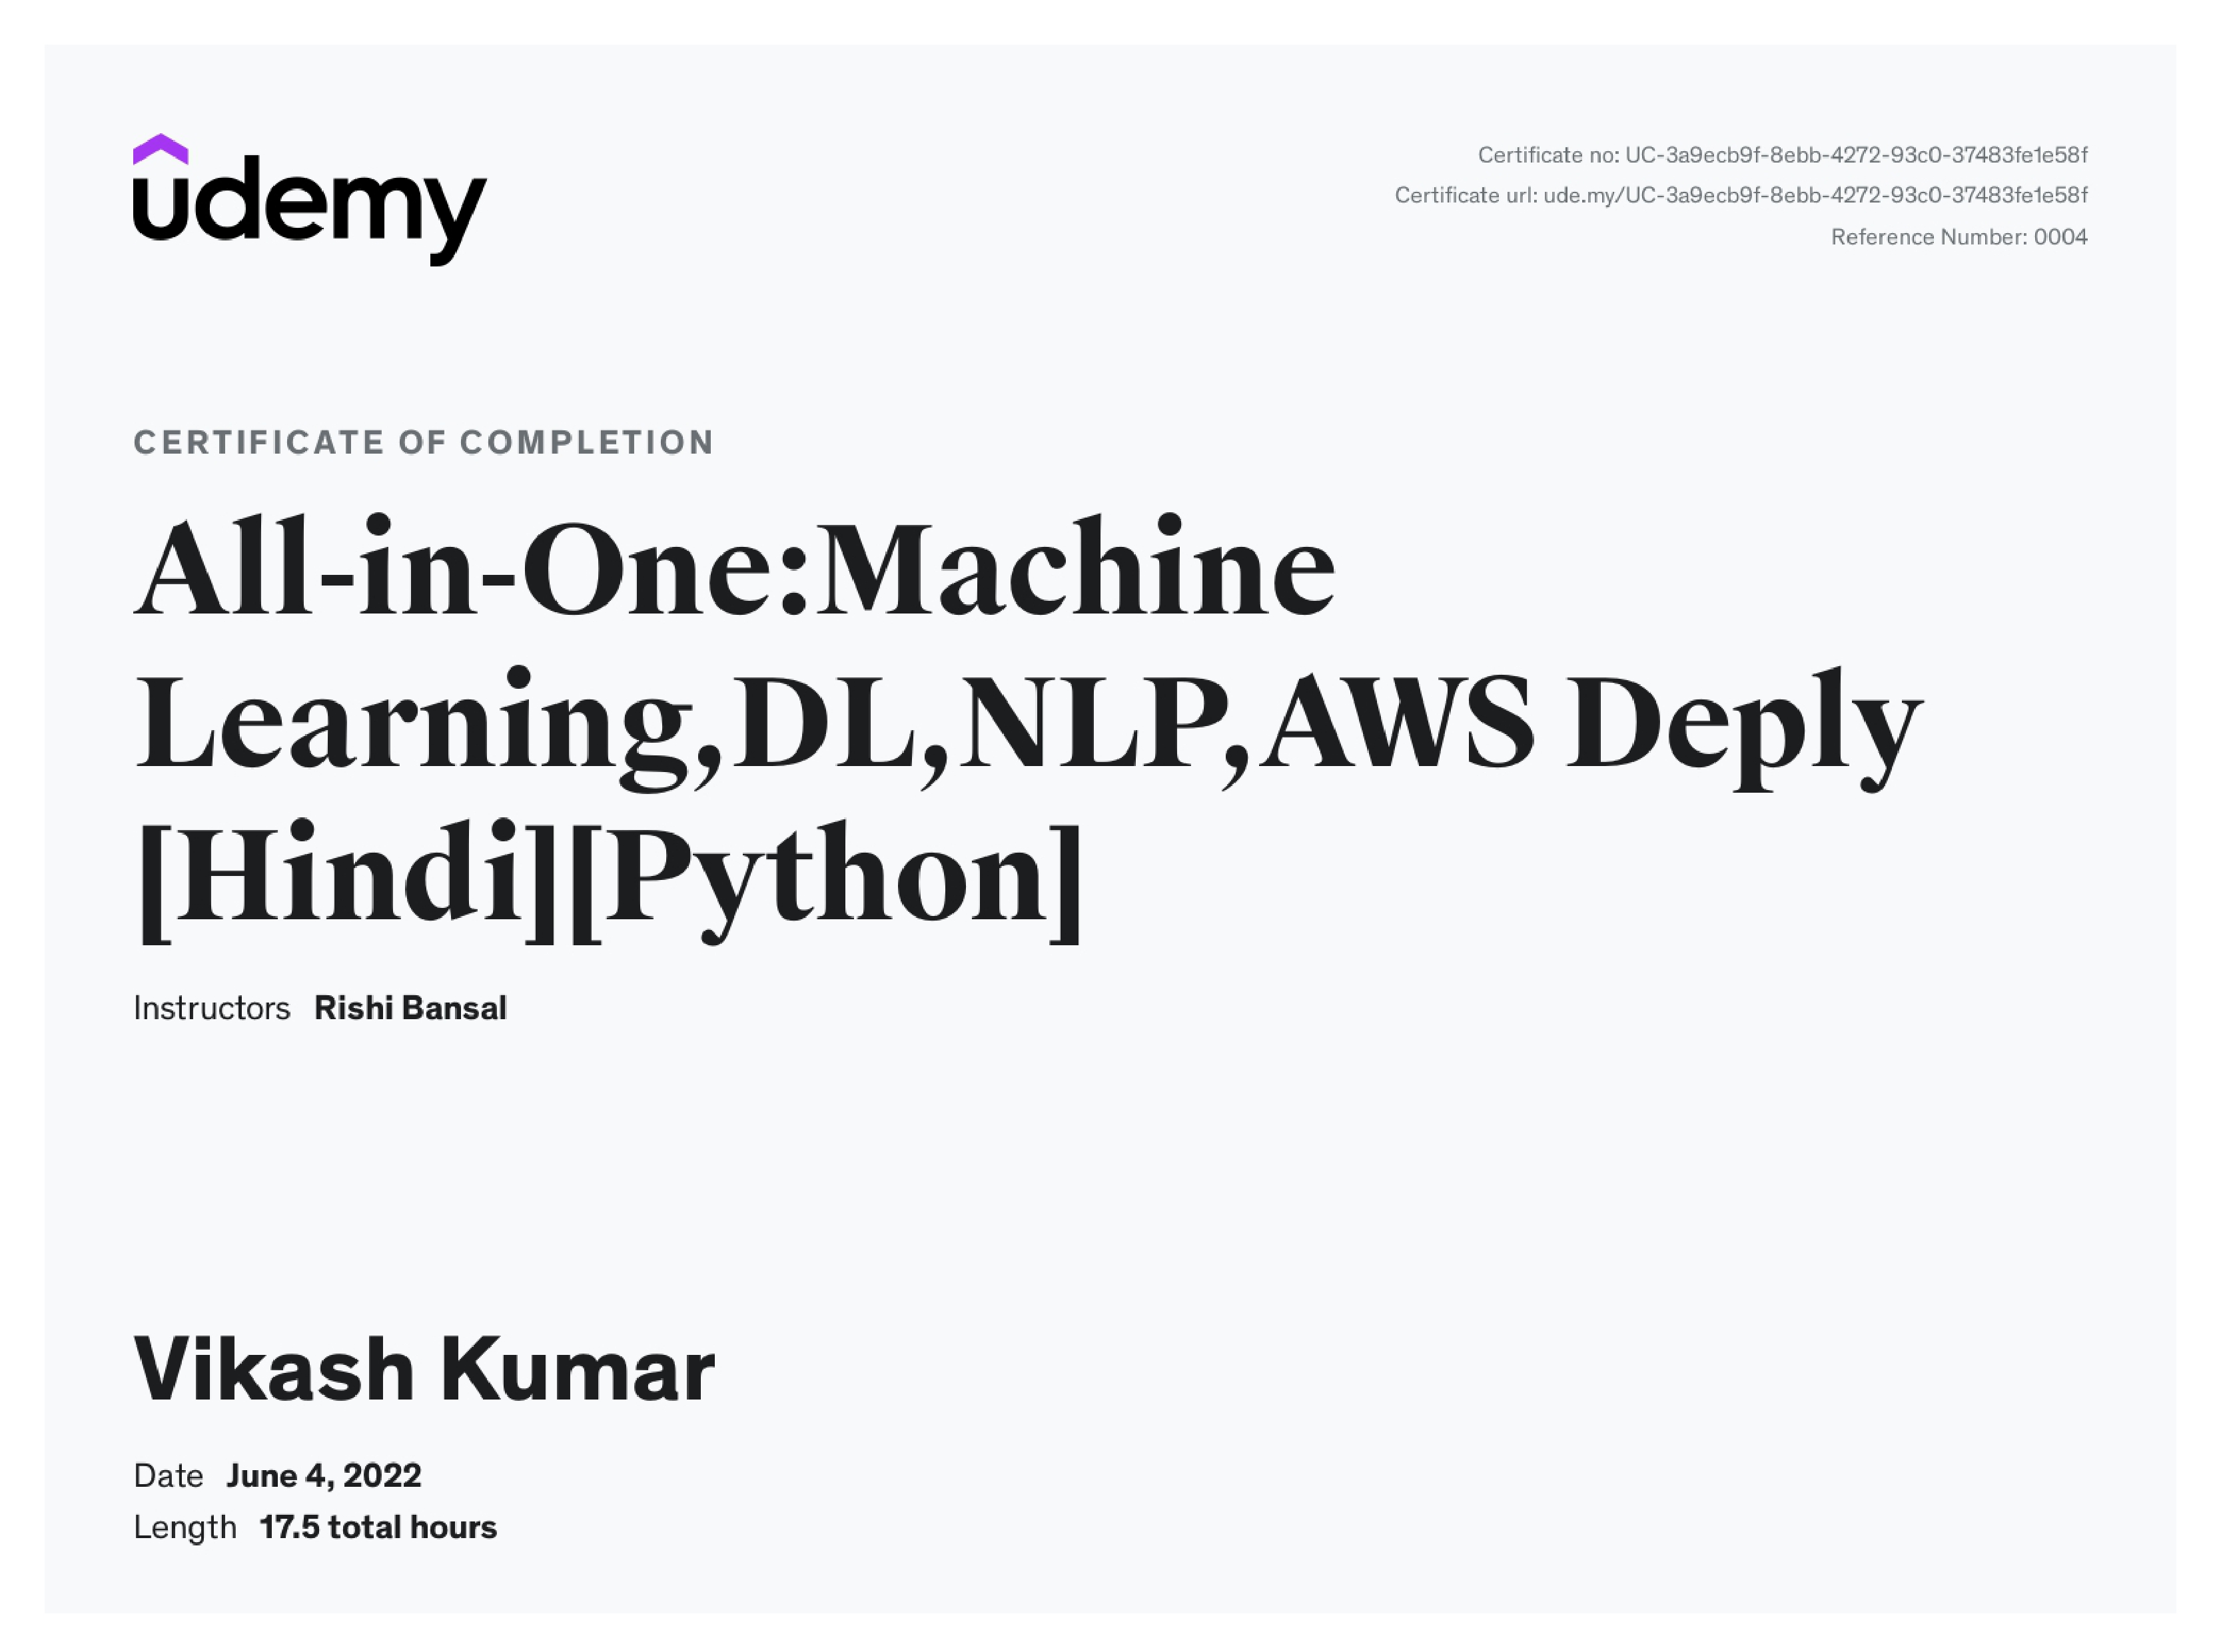 udemy
Certificate no: UC-3a9ecb9f-8ebb-4272-93c0-37483fe1e58f
Certificate url: ude.my/UC-3a9ecb9f-8ebb-4272-93c0-37483fe1e58f
Reference Number: 0004
CERTIFICATE OF COMPLETION
All-in-One:Machine
Learning,DL,NLP,AWS Deply
[Hindi][Python]
Instructors Rishi Bansal
Vikash Kumar
Date June 4, 2022
Length 17.5 total hours